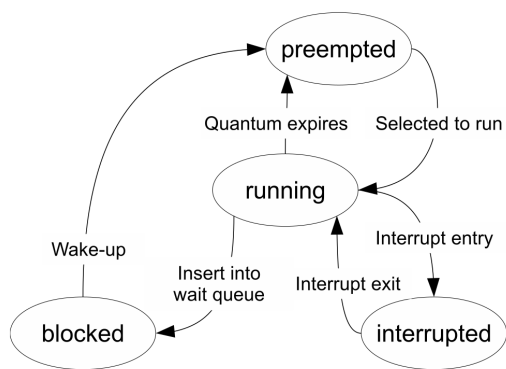 preempted
Quantum expires
Selected to run
running
Interrupt entry
Wake-up
Insert into
wait queue
Interrupt exit
blocked
interrupted